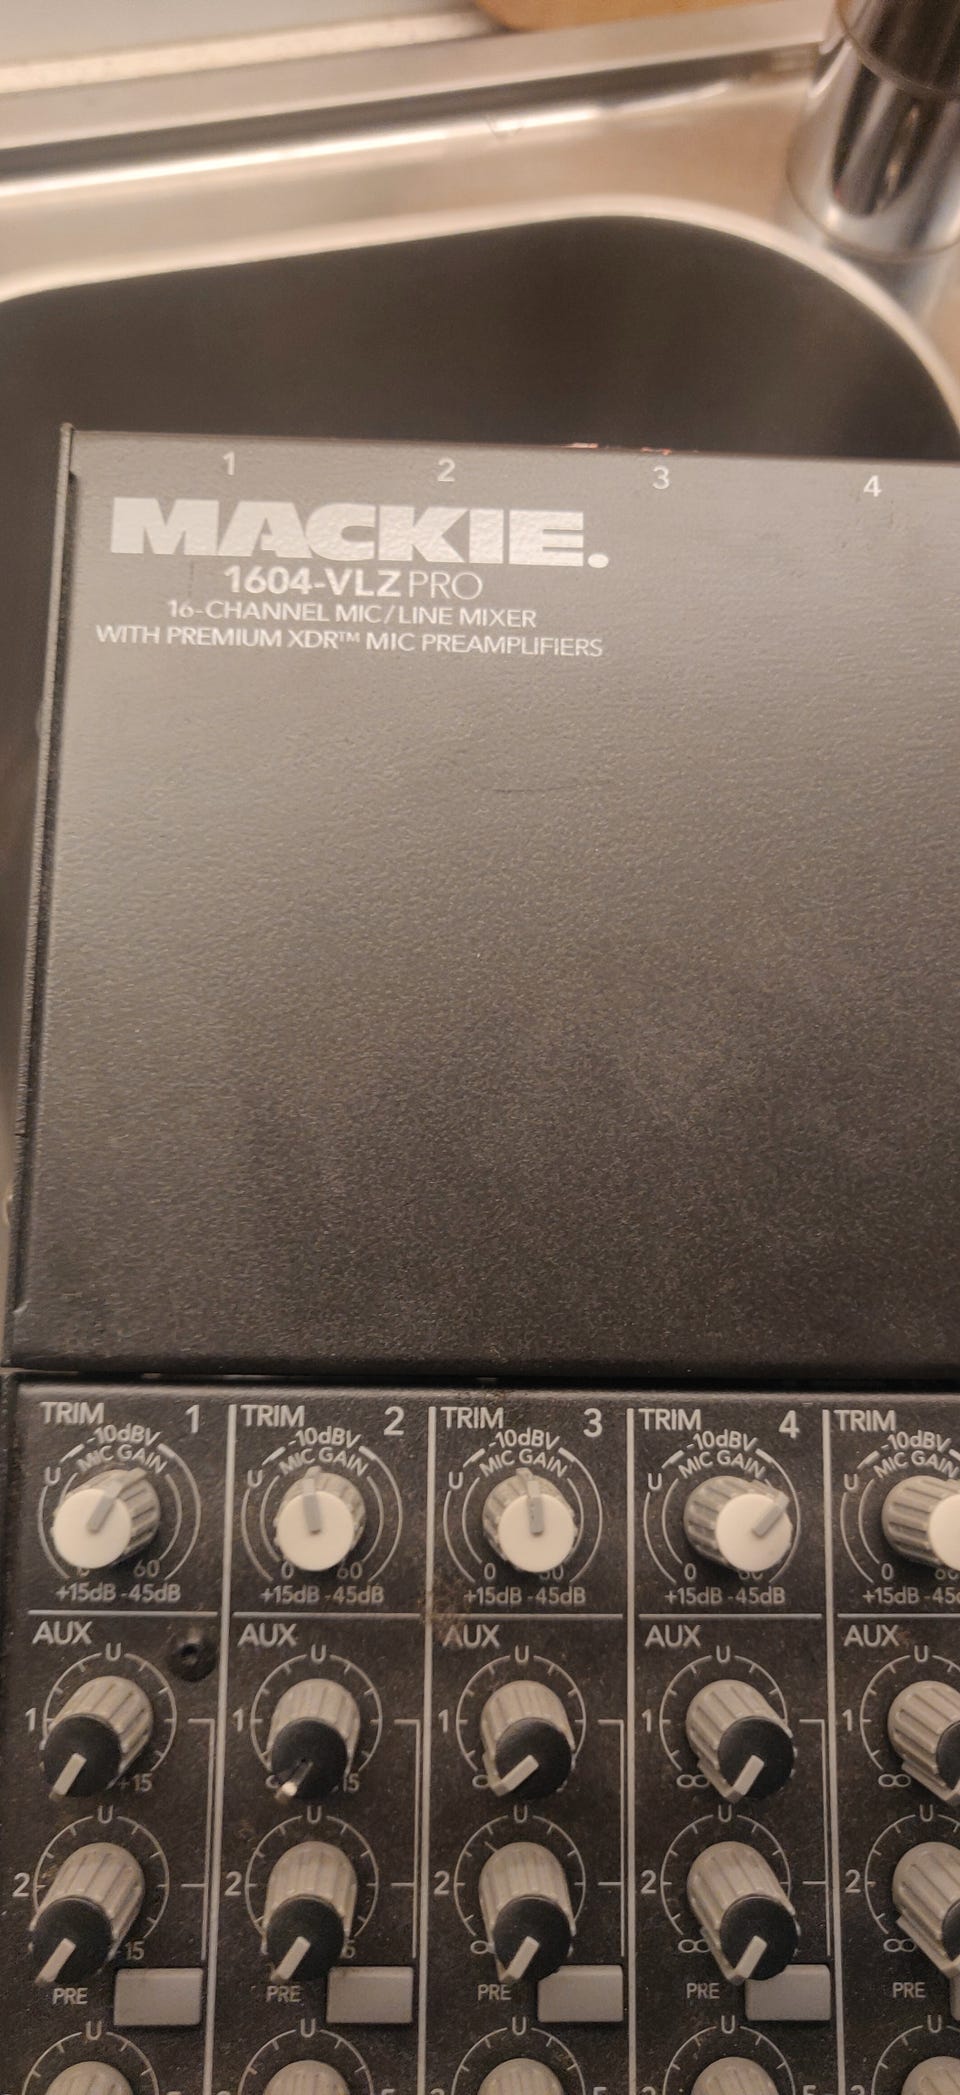 1 2 3 4
MACKIE.
1604-VLZ PRO
16-CHANNEL MIC/LINE MIXER
WITH PREMIUM XDR™ MIC PREAMPLIFIERS
TRIM 1 TRIM 2 TRIM 3 TRIM 4 TRIM
-10dBV -10dBV -10dBV -10dBV -10dBV
MIC GAIN MIC GAIN MIC GAIN MIC GAIN MIC GAIN
U U U U U
60 0 60 0 0 0
+15dB -45dB +15dB -45dB +15dB -45dB +15dB -45dB +15dB
AUX AUX AUX AUX AUX
U U U U U
1 1 1 1 1
+15 ∞ ∞ ∞
U U U U U
2 2 2 2 2
15 ∞ ∞ ∞
PRE PRE PRE PRE PRE
U U U U U